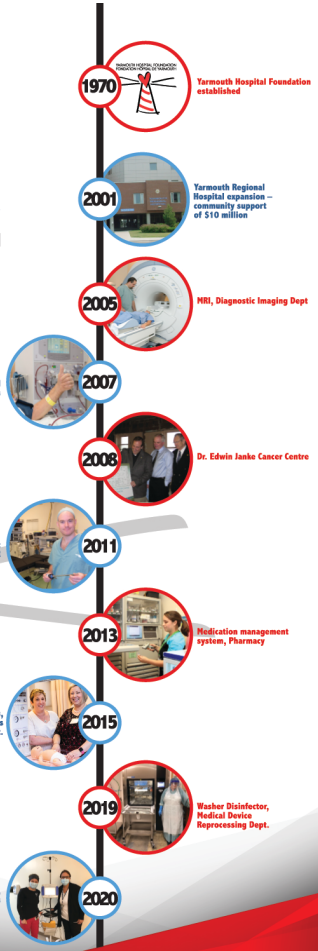 YARMOUTH HOSPITAL FOUNDATION
FONDATION HÔPITAL DE YARMOUTH
1970
Yarmouth Hospital Foundation
established
2001
Yarmouth Regional
Hospital expansion –
community support
of $10 million
2005
MRI, Diagnostic Imaging Dept
2007
2008
Dr. Edwin Janke Cancer Centre
2011
2013
Medication management
system, Pharmacy
2015
2019
Washer Disinfector,
Medical Device
Reprocessing Dept.
2020